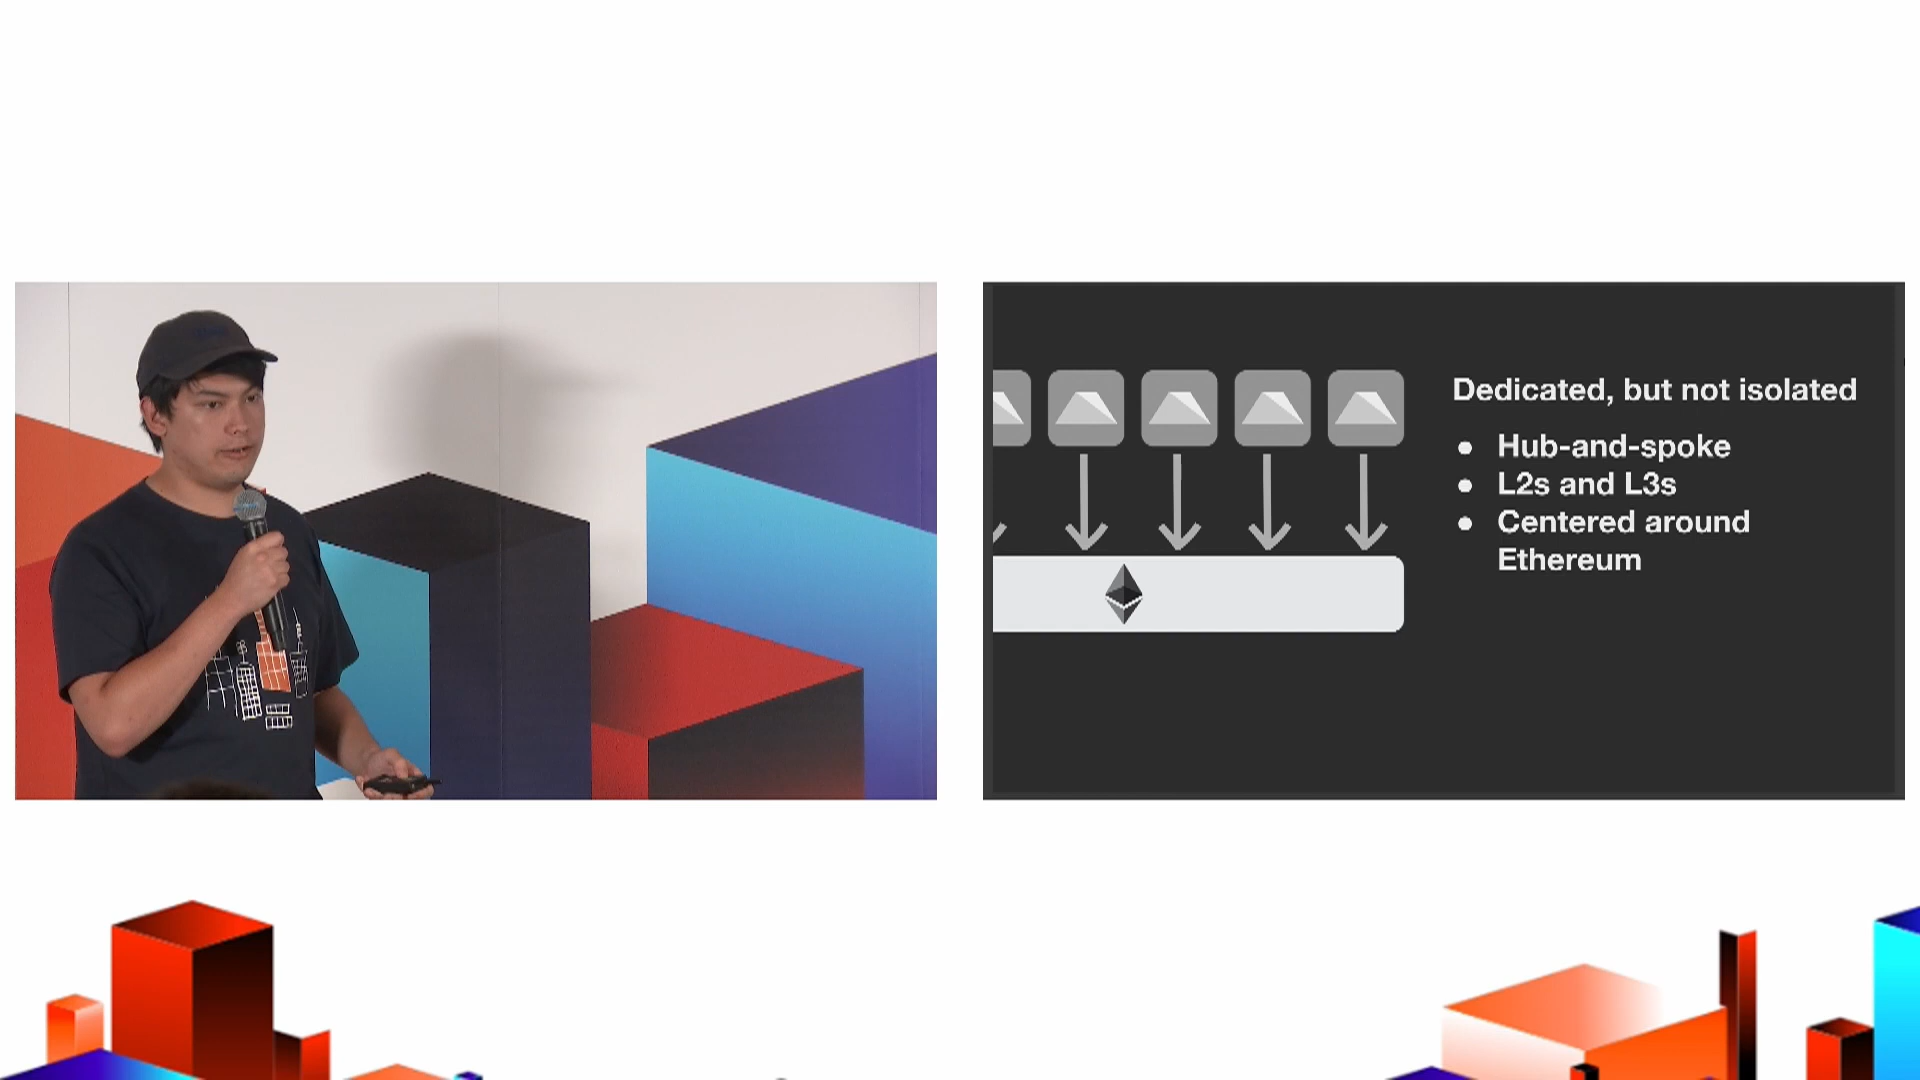 Dedicated, but not isolated
● Hub-and-spoke
● L2s and L3s
● Centered around
Ethereum